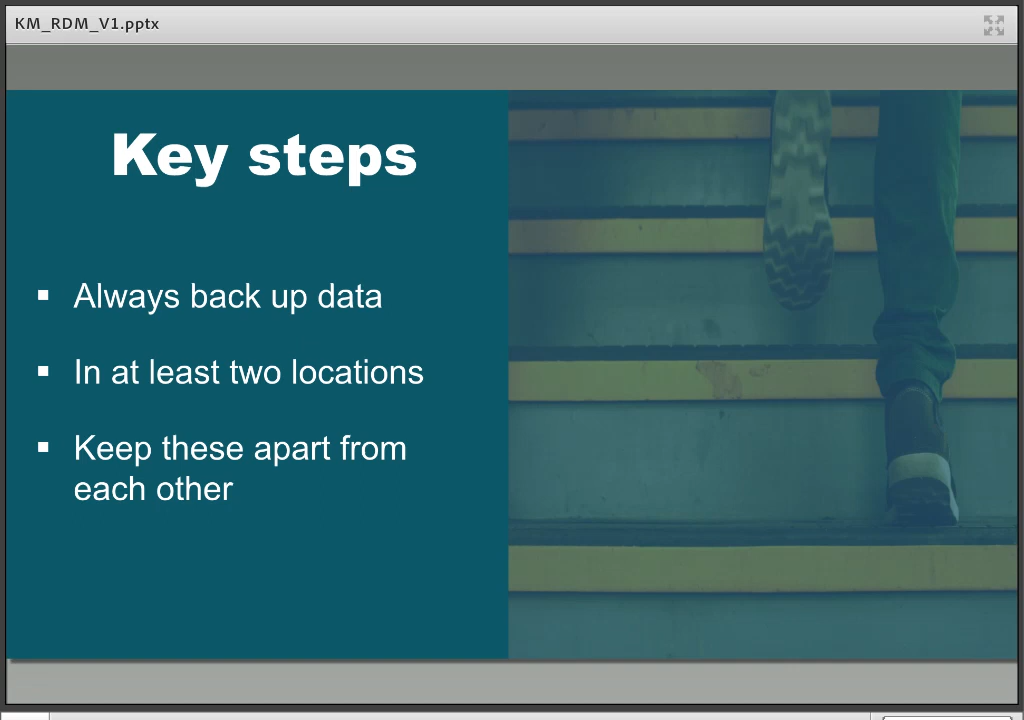 KM_RDM_V1.pptx
Key steps
Always back up data
In at least two locations
Keep these apart from
each other